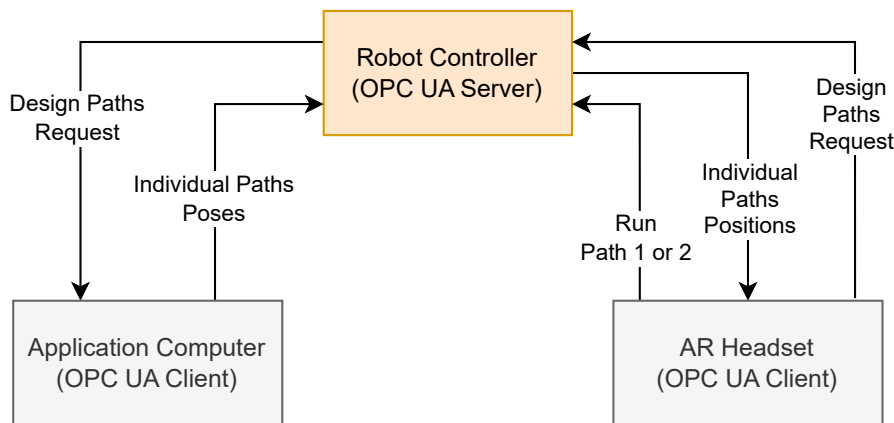 Robot Controller
(OPC UA Server)
Design Paths
Request
Individual Paths
Poses
Run
Path 1 or 2
Individual
Paths
Positions
Design
Paths
Request
Application Computer
(OPC UA Client)
AR Headset
(OPC UA Client)